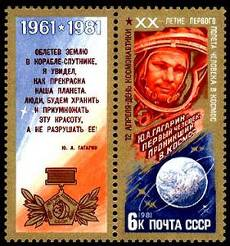 1961 • 1981
ОБЛЕТЕВ ЗЕМЛЮ
В КОРАБЛЕ-СПУТНИКЕ,
Я УВИДЕЛ,
КАК ПРЕКРАСНА
НАША ПЛАНЕТА.
ЛЮДИ, БУДЕМ ХРАНИТЬ
И ПРИУМНОЖАТЬ
ЭТУ КРАСОТУ,
А НЕ РАЗРУШАТЬ ЕЁ!
Ю. А. ГАГАРИН
XX-
ЛЕТИЕ ПЕРВОГО
ПОЛЕТА ЧЕЛОВЕКА
В КОСМОС
12 АПРЕЛЯ-ДЕНЬ КОСМОНАВТИКИ
Ю.А.ГАГАРИН
ПЕРВЫЙ ЧЕЛОВЕК,
ПРОНИКШИЙ
В КОСМОС
1981
6К ПОЧТА СССР